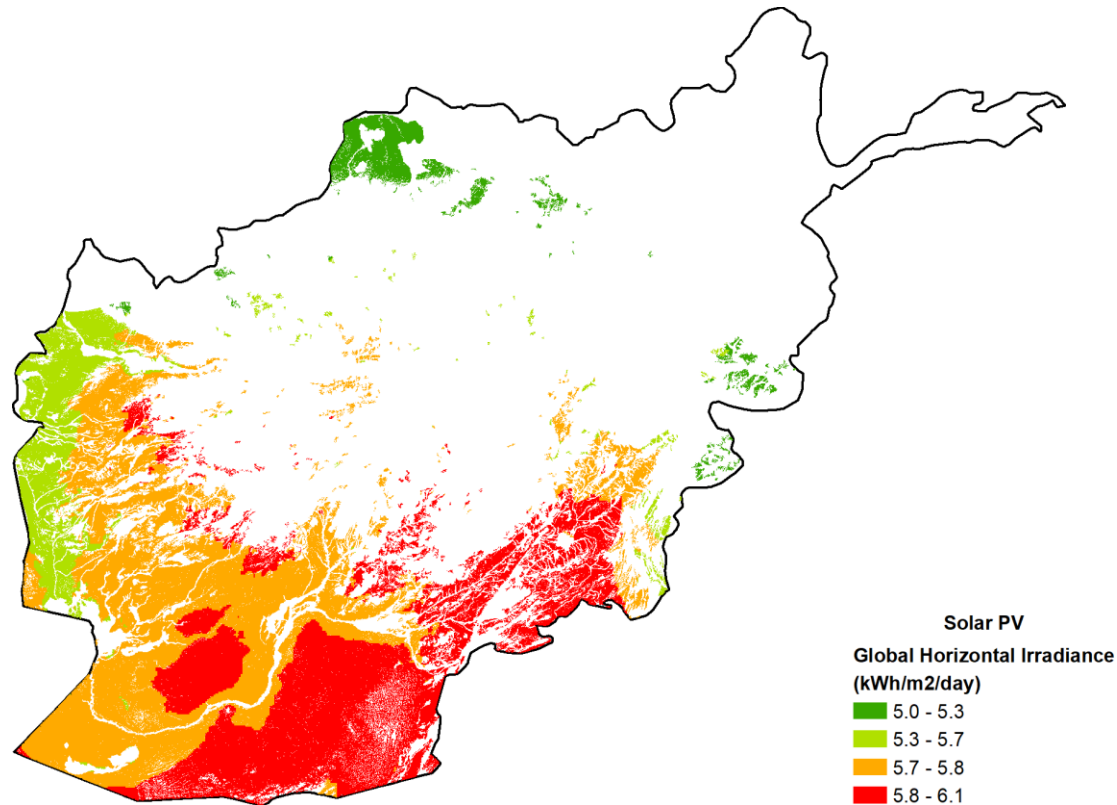 Solar PV
Global Horizontal Irradiance
(kWh/m2/day)
5.0 - 5.3
5.3 - 5.7
5.7 - 5.8
5.8 - 6.1